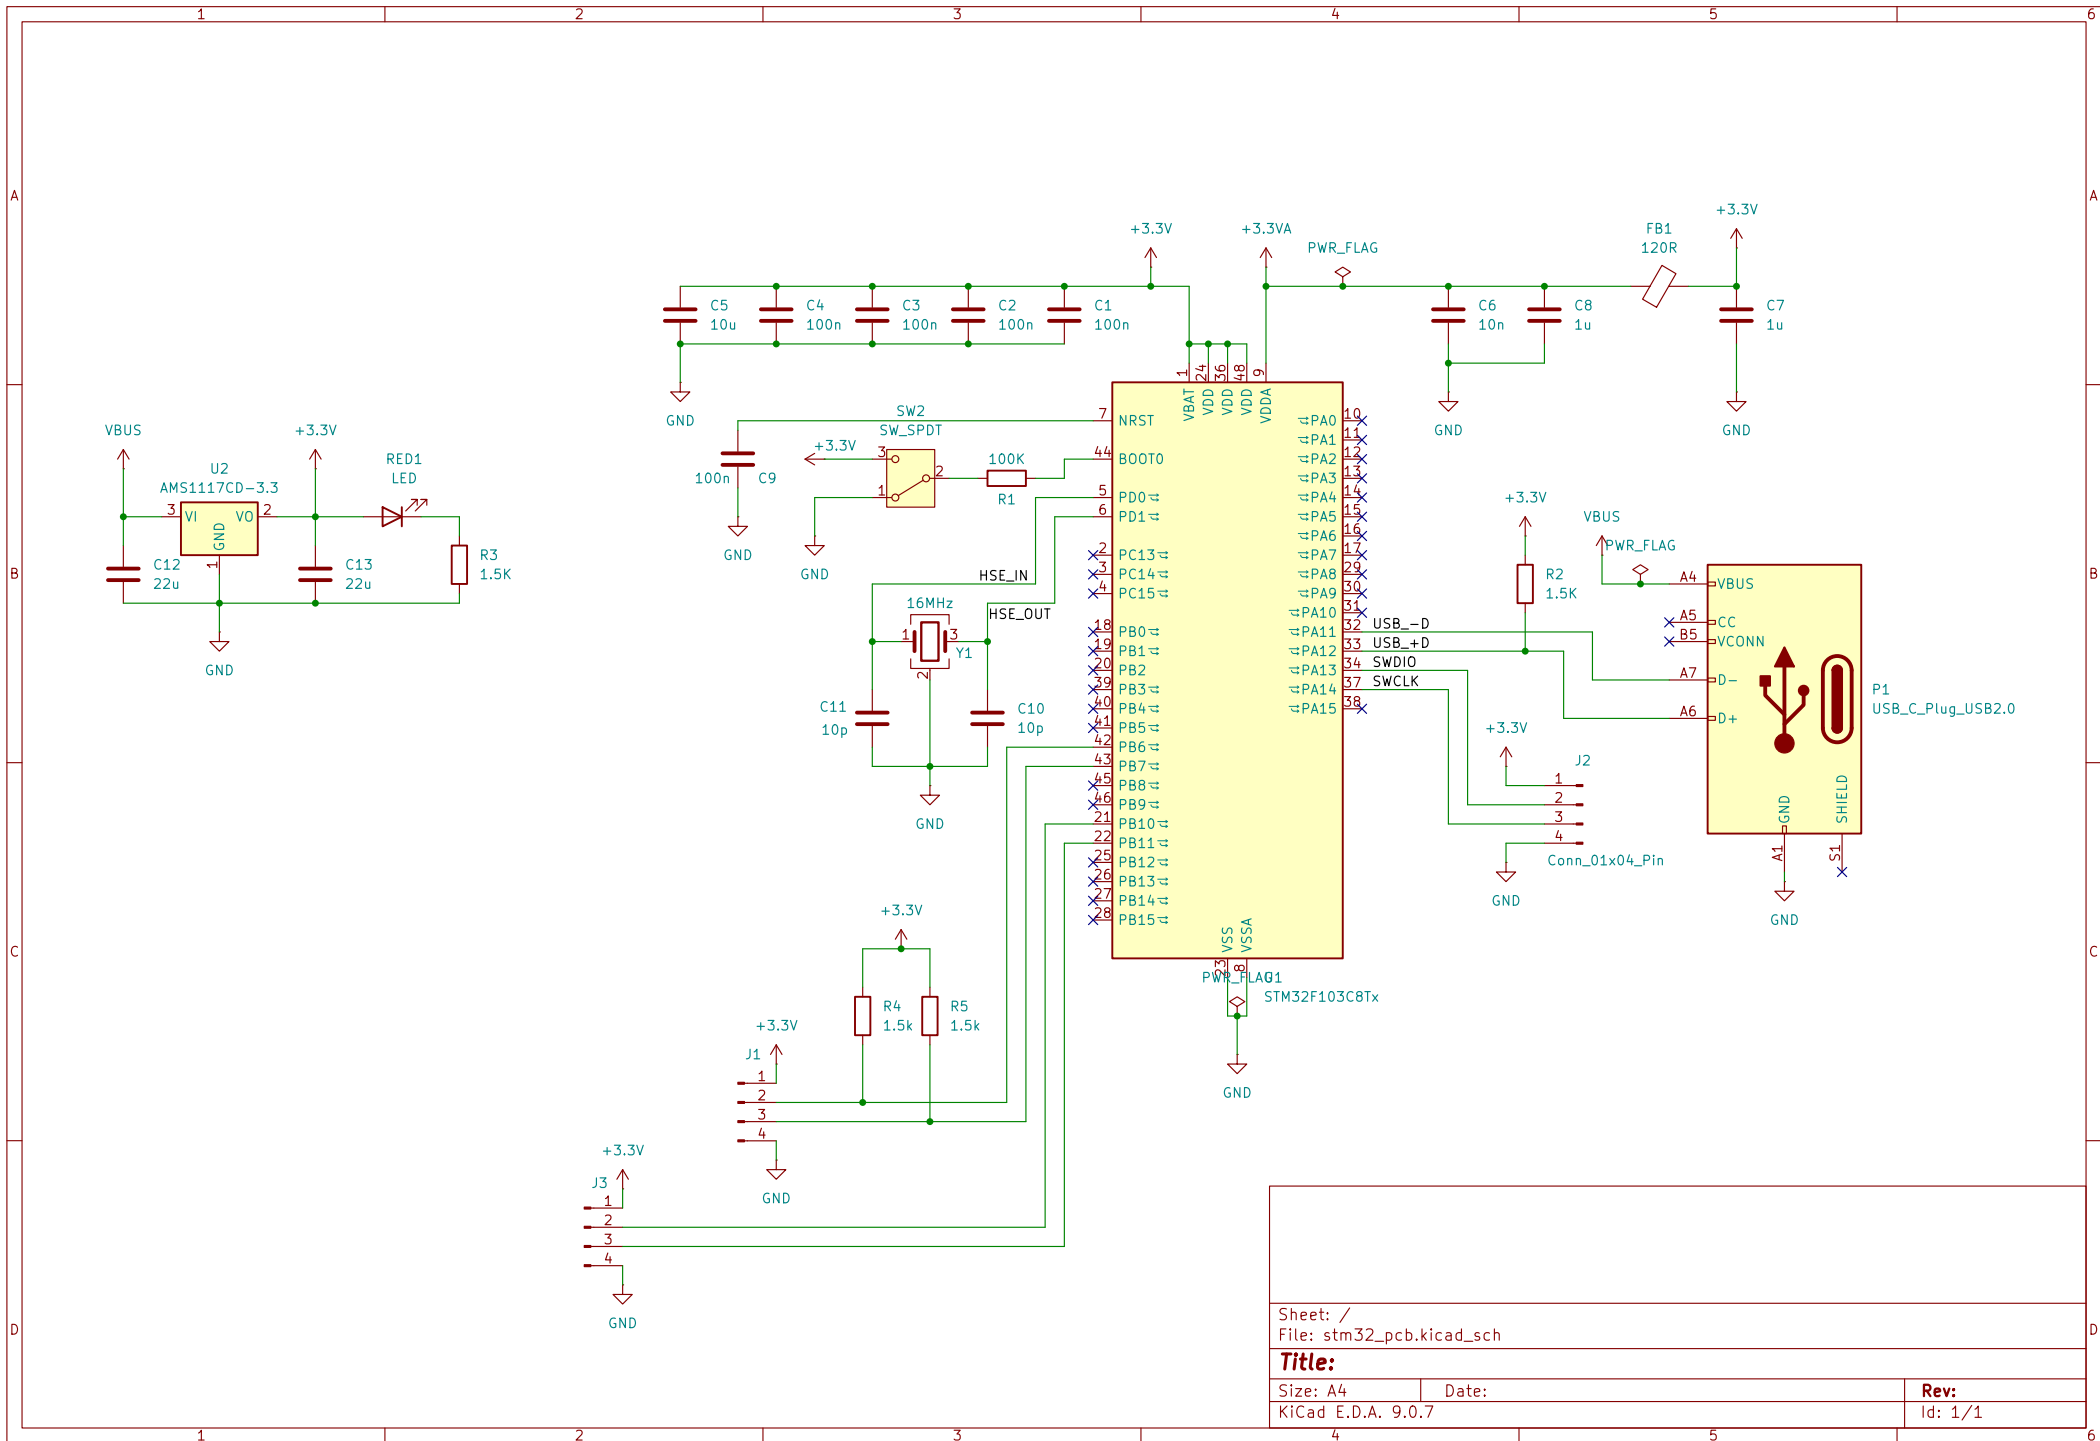 1 2 3 4 5 6
A A
B B
C C
D D
+3.3V
+3.3VA
PWR_FLAG
FB1
120R
+3.3V
C5
10u
C4
100n
C3
100n
C2
100n
C1
100n
C6
10n
C8
1u
C7
1u
GND
GND
GND
VBUS
+3.3V
U2
AMS1117CD-3.3
3 VI
VO 2
GND
1
RED1
LED
C12
22u
C13
22u
R3
1.5K
GND
SW2
SW_SPDT
+3.3V
3
2
1
100K
R1
100n
C9
GND
GND
HSE_IN
HSE_OUT
16MHz
1
3
2
Y1
C11
10p
C10
10p
GND
1 VBAT
24 VDD
36 VDD
48 VDD
9 VDDA
7 NRST
44 BOOT0
5 PD0
6 PD1
2 PC13
3 PC14
4 PC15
18 PB0
19 PB1
20 PB2
39 PB3
40 PB4
41 PB5
42 PB6
43 PB7
45 PB8
46 PB9
21 PB10
22 PB11
25 PB12
26 PB13
27 PB14
28 PB15
PA0 10
PA1 11
PA2 12
PA3 13
PA4 14
PA5 15
PA6 16
PA7 17
PA8 29
PA9 30
PA10 31
PA11 32
PA12 33
PA13 34
PA14 37
PA15 38
VSS 23
VSSA 8
PWR_FLAG
U1
STM32F103C8Tx
GND
USB_-D
USB_+D
SWDIO
SWCLK
+3.3V
R2
1.5K
VBUS
PWR_FLAG
A4 VBUS
A5 CC
B5 VCONN
A7 D-
A6 D+
GND
A1
SHIELD
S1
P1
USB_C_Plug_USB2.0
GND
+3.3V
J2
1
2
3
4
Conn_01x04_Pin
GND
+3.3V
R4
1.5k
R5
1.5k
+3.3V
J1
1
2
3
4
GND
+3.3V
J3
1
2
3
4
GND
Sheet: /
File: stm32_pcb.kicad_sch
Title:
Size: A4
Date:
Rev:
KiCad E.D.A. 9.0.7
Id: 1/1
1 2 3 4 5 6